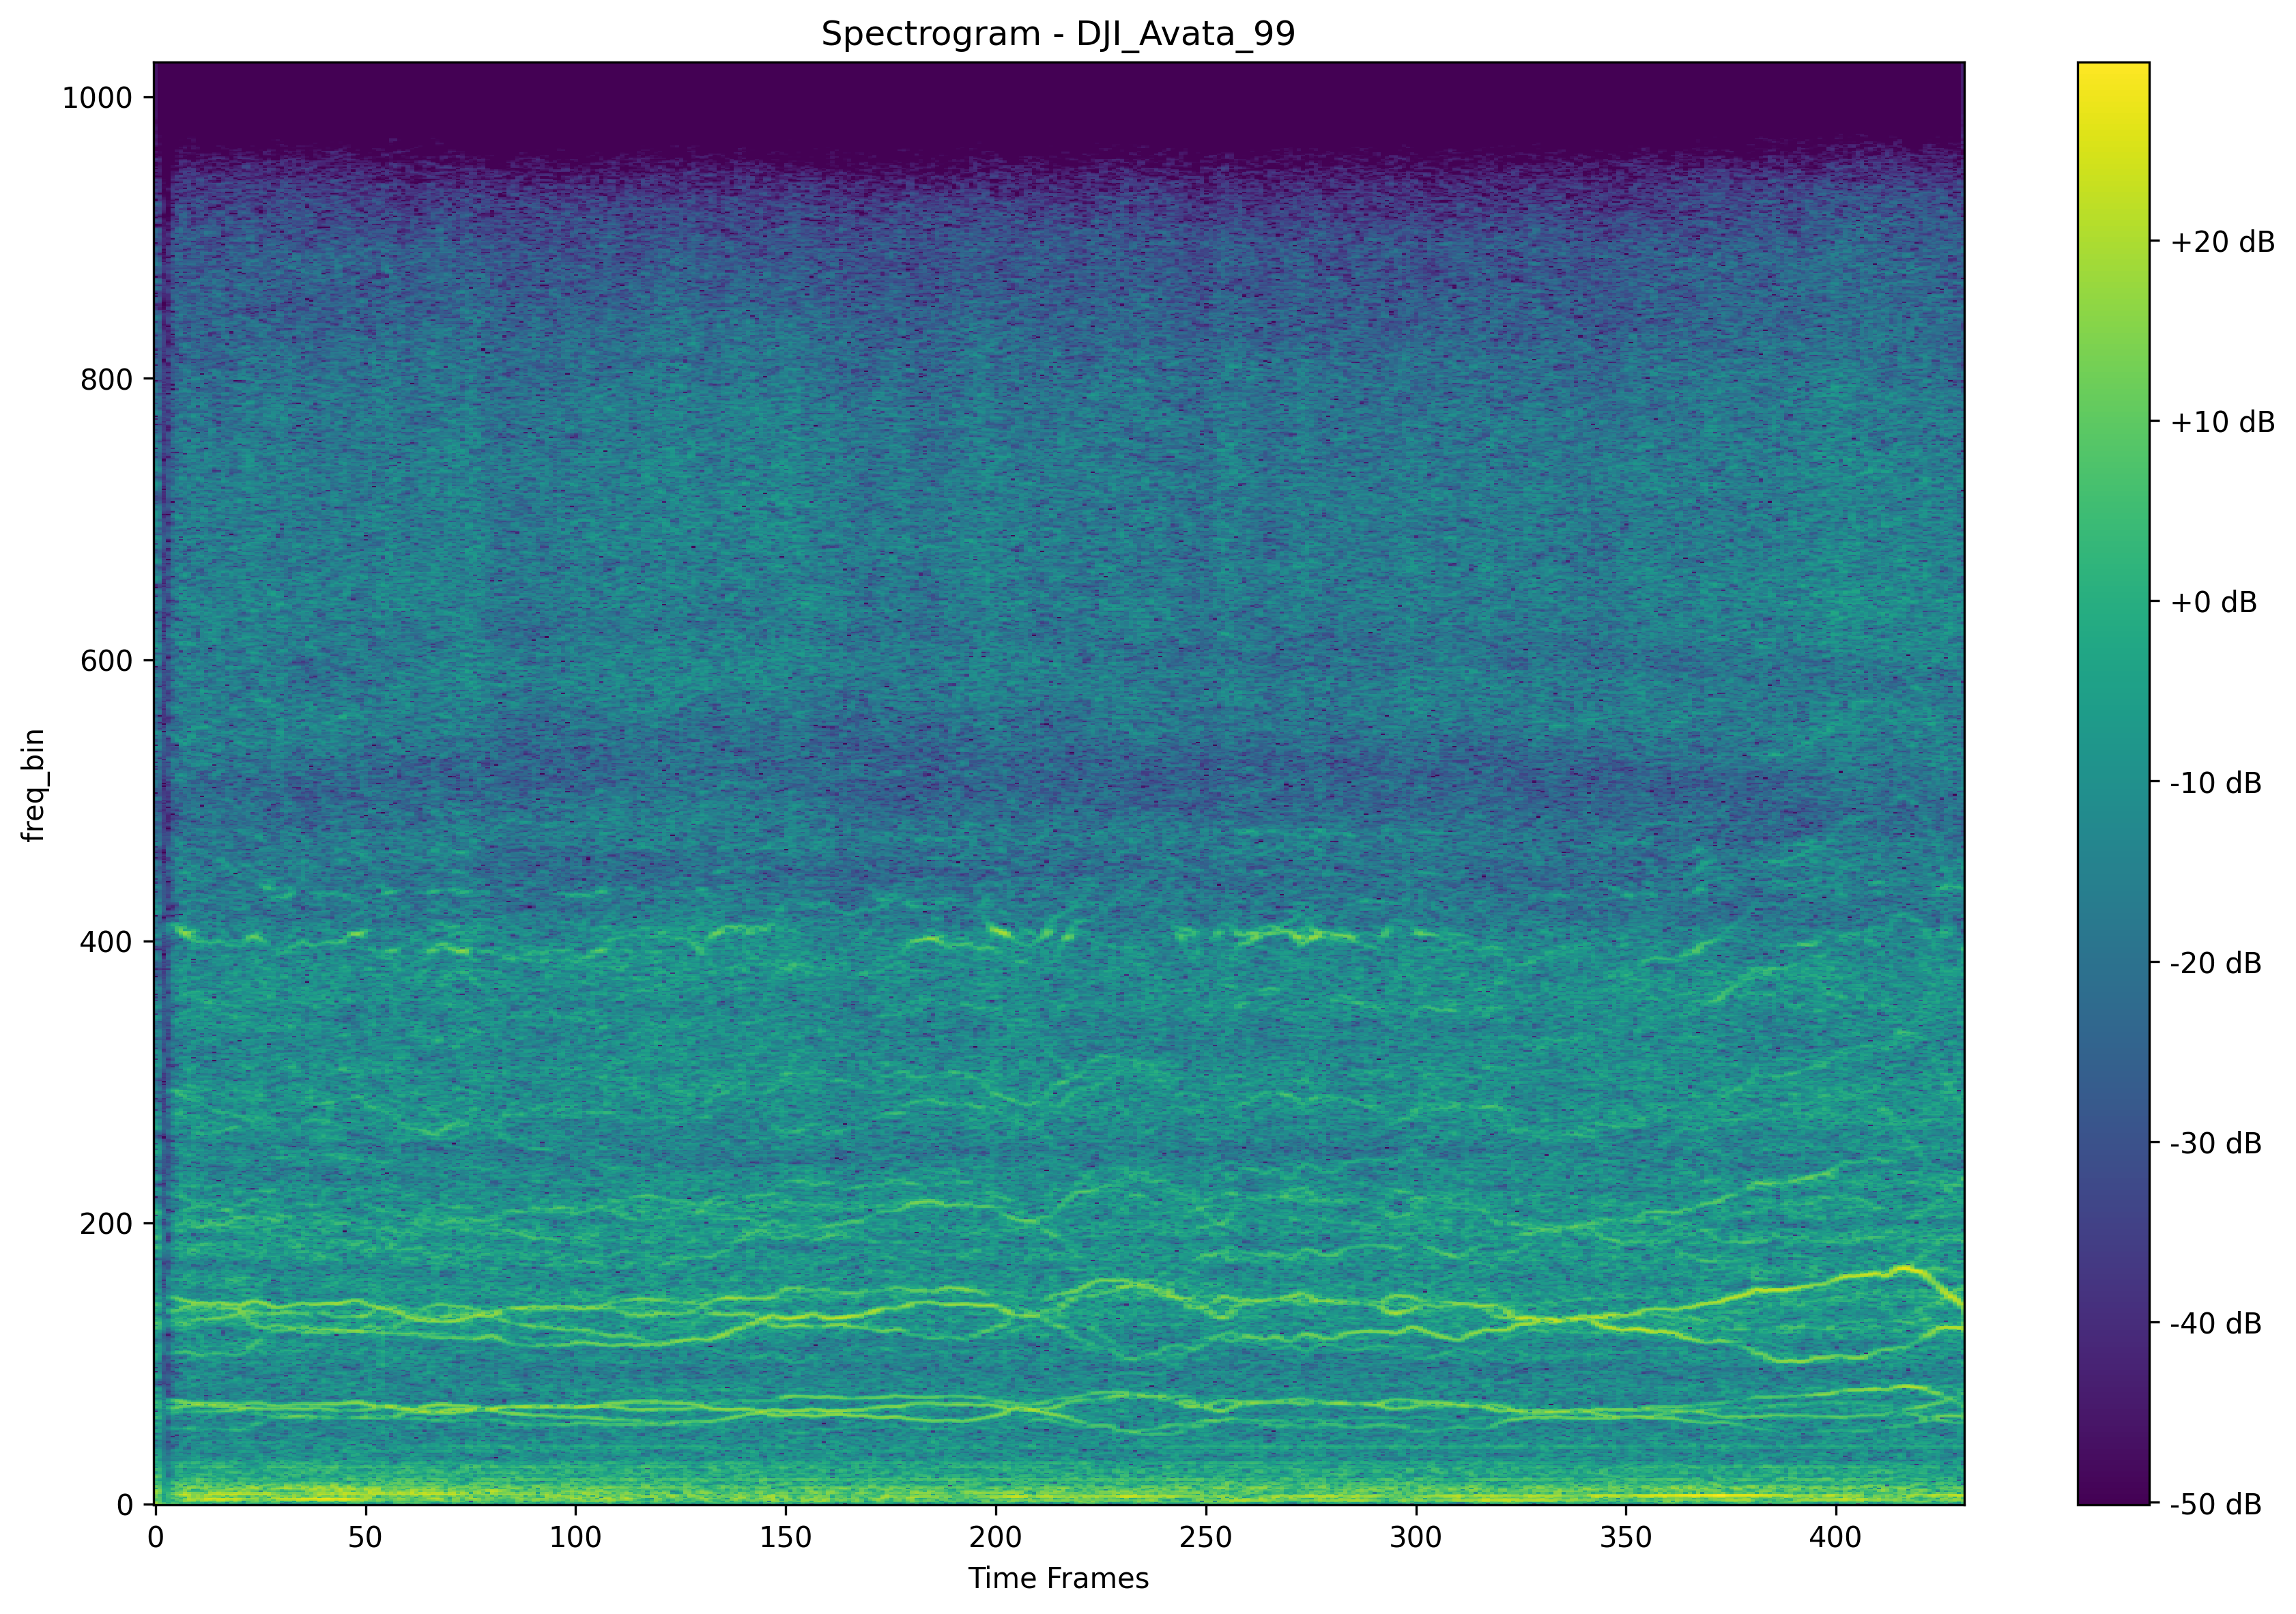 Spectrogram - DJI_Avata_99
1000
800
600
400
200
0
freq_bin
0 50 100 150 200 250 300 350 400
Time Frames
+20 dB
+10 dB
+0 dB
-10 dB
-20 dB
-30 dB
-40 dB
-50 dB